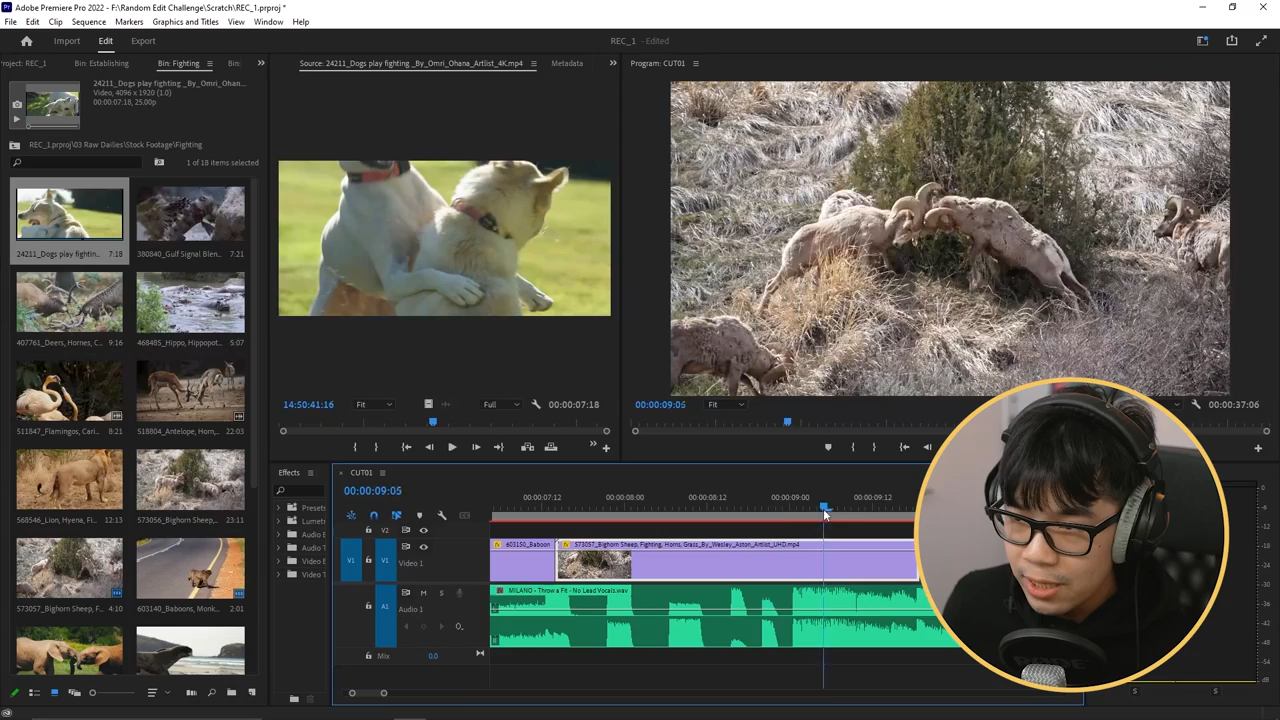 Adobe Premiere Pro 2022 - F:\Random Edit Challenge\Scratch\REC_1.prproj *
File Edit Clip Sequence Markers Graphics and Titles View Window Help
Import Edit Export
REC_1 - Edited
roject: REC_1 Bin: Establishing Bin: Fighting Bin:
24211_Dogs play fighting _By_Omri_Ohan...
Video, 4096 x 1920 (1.0)
00:00:07:18, 25.00p
REC_1.prproj\03 Raw Dailies\Stock Footage\Fighting
1 of 18 items selected
24211_Dogs play fightin... 7:18
380840_Gulf Signal Blen... 7:21
407761_Deers, Hornes, C... 9:16
468485_Hippo, Hippopot... 5:07
511847_Flamingos, Cari... 8:21
518804_Antelope, Horn,... 22:03
568546_Lion, Hyena, Fi... 12:13
573056_Bighorn Sheep,... 23:11
573057_Bighorn Sheep, F... 4:10
603140_Baboons, Monk... 2:01
Source: 24211_Dogs play fighting _By_Omri_Ohana_Artlist_4K.mp4 Metadata
14:50:41:16 Fit Full 00:00:07:18
Program: CUT01
00:00:09:05 Fit 00:00:37:06
Effects
Presets
Lumetr
Audio E
Audio T
Video E
Video T
CUT01
00:00:09:05
00:00:07:12 00:00:08:00 00:00:08:12 00:00:09:00 00:00:09:12
V2
V1 V1 Video 1
603150_Baboon 573057_Bighorn Sheep, Fighting, Horns, Grass_By_Wesley_Aston_Artlist_UHD.mp4
A1 M S
Audio 1
MILANO - Throw a Fit - No Lead Vocals.wav
Mix 0.0
RODE
0
dB
S S